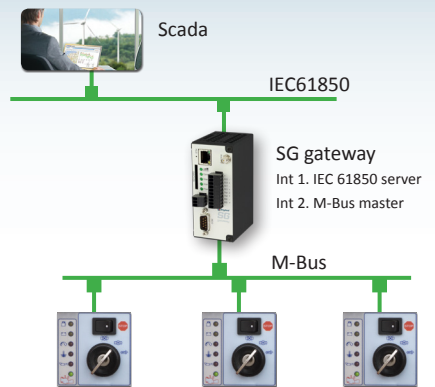 Scada
IEC61850
SG gateway
Int 1. IEC 61850 server
Int 2. M-Bus master
M-Bus